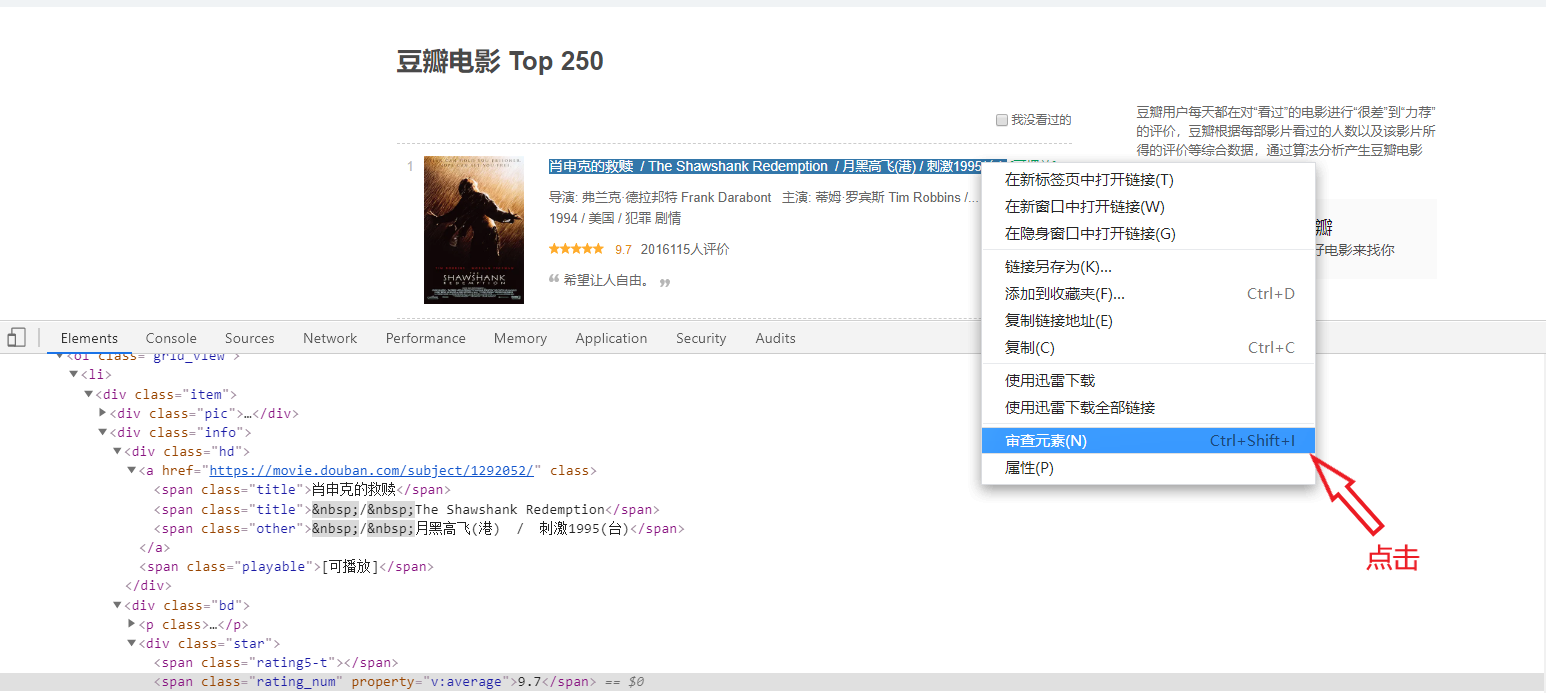 豆瓣电影 Top 250
我没看过的
豆瓣用户每天都在对“看过”的电影进行“很差”到“力荐”
的评价，豆瓣根据每部影片看过的人数以及该影片所
得的评价等综合数据，通过算法分析产生豆瓣电影
1
肖申克的救赎 / The Shawshank Redemption / 月黑高飞(港) / 刺激1995
导演: 弗兰克·德拉邦特 Frank Darabont 主演: 蒂姆·罗宾斯 Tim Robbins /...
1994 / 美国 / 犯罪 剧情
9.7 2016115人评价
“ 希望让人自由。 ”
THE
SHAWSHANK
REDEMPTION
瓣
好电影来找你
在新标签页中打开链接(T)
在新窗口中打开链接(W)
在隐身窗口中打开链接(G)
链接另存为(K)...
添加到收藏夹(F)... Ctrl+D
复制链接地址(E)
复制(C) Ctrl+C
使用迅雷下载
使用迅雷下载全部链接
审查元素(N) Ctrl+Shift+I
属性(P)
点击
Elements Console Sources Network Performance Memory Application Security Audits
<ol class="grid_view">
<li>
<div class="item">
<div class="pic">…</div>
<div class="info">
<div class="hd">
<a href="https://movie.douban.com/subject/1292052/" class>
<span class="title">肖申克的救赎</span>
<span class="title">&nbsp;/&nbsp;The Shawshank Redemption</span>
<span class="other">&nbsp;/&nbsp;月黑高飞(港) / 刺激1995(台)</span>
</a>
<span class="playable">[可播放]</span>
</div>
<div class="bd">
<p class>…</p>
<div class="star">
<span class="rating5-t"></span>
<span class="rating_num" property="v:average">9.7</span> == $0